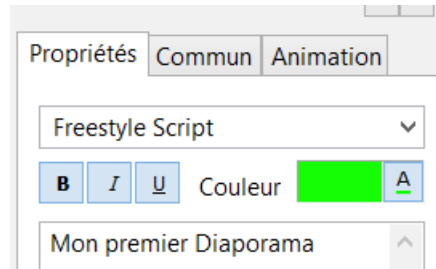 Propriétés Commun Animation
Freestyle Script
B I U Couleur A
Mon premier Diaporama